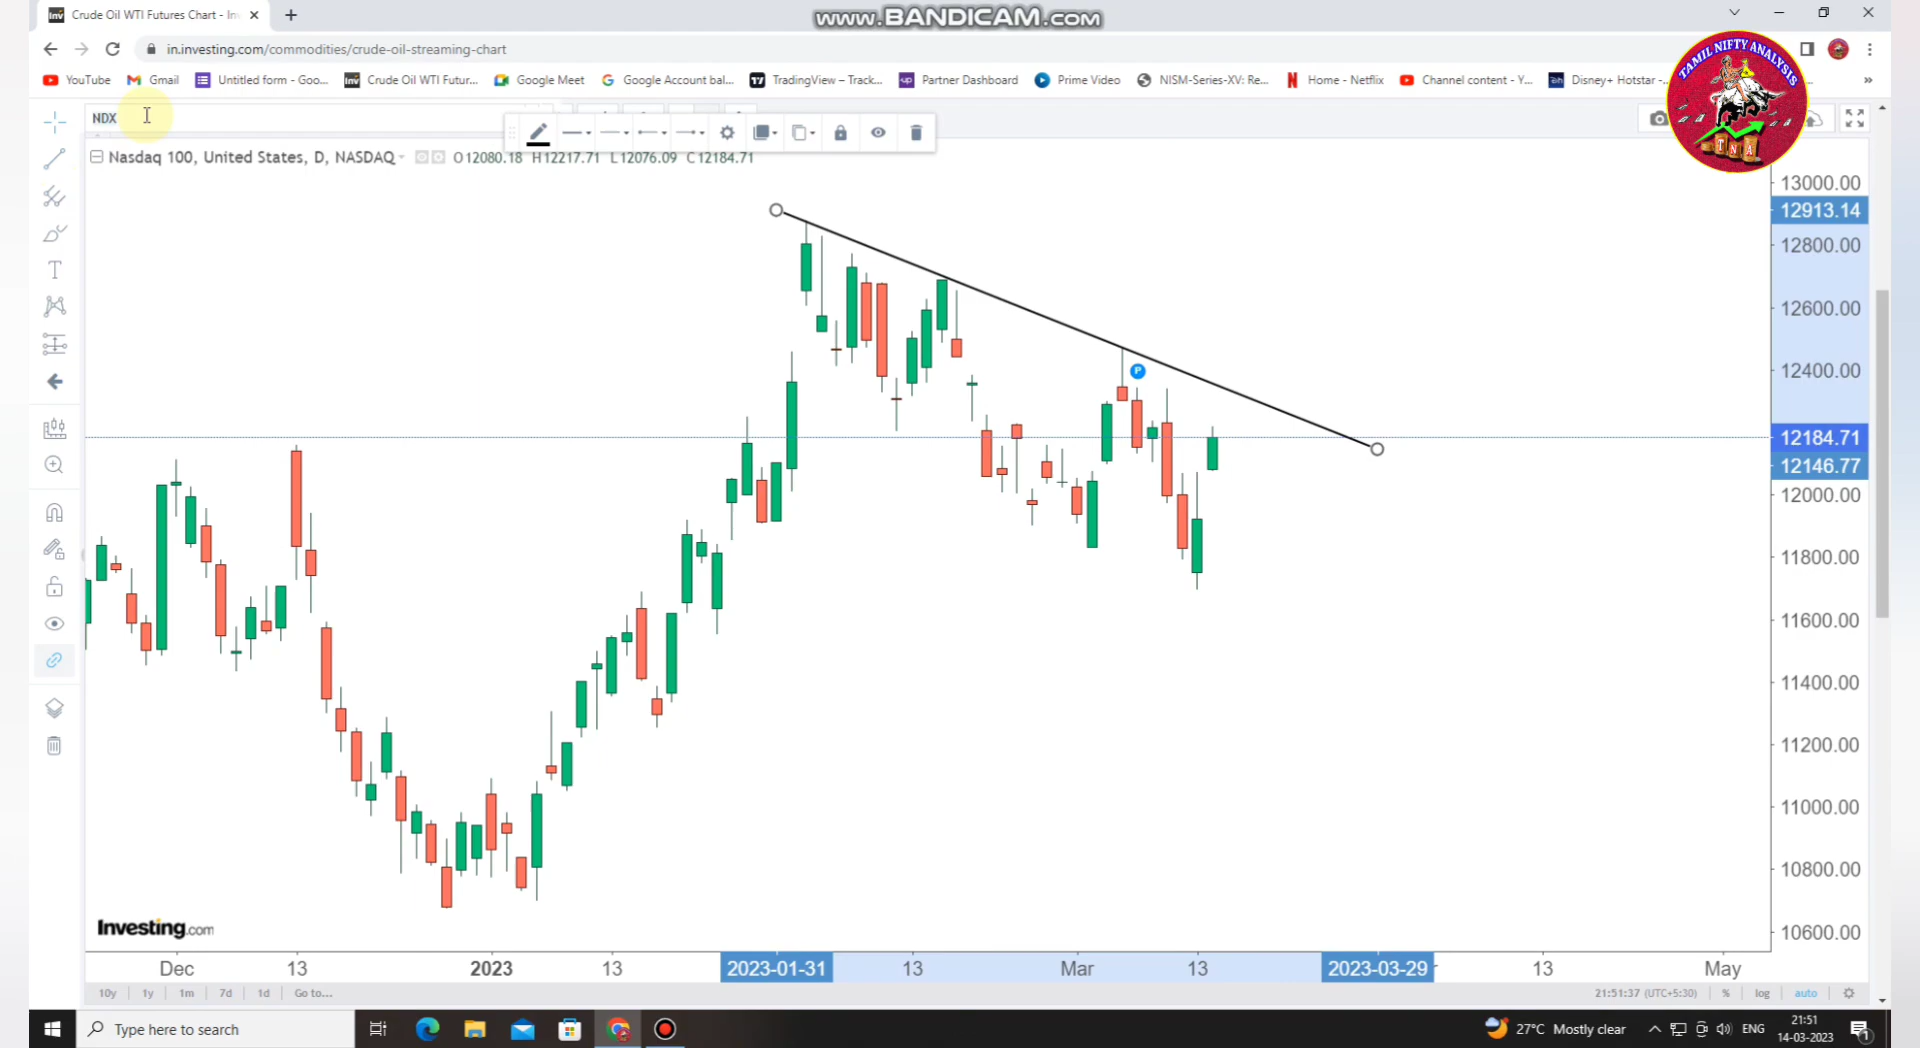 Crude Oil WTI Futures Chart - Inv
www.BANDICAM.com
in.investing.com/commodities/crude-oil-streaming-chart
YouTube
Gmail
Untitled form - Goo...
Crude Oil WTI Futur...
Google Meet
Google Account bal...
TradingView – Track...
Partner Dashboard
Prime Video
NISM-Series-XV: Re...
Home - Netflix
Channel content - Y...
Disney+ Hotstar -...
TAMIL NIFTY ANALYSIS
TNA
NDX
Nasdaq 100, United States, D, NASDAQ
O12080.18 H12217.71 L12076.09 C12184.71
13000.00
12913.14
12800.00
12600.00
12400.00
12184.71
12146.77
12000.00
11800.00
11600.00
11400.00
11200.00
11000.00
10800.00
10600.00
P
Investing.com
Dec
13
2023
13
2023-01-31
13
Mar
13
2023-03-29
13
May
10y
1y
1m
7d
1d
Go to...
21:51:37 (UTC+5:30)
%
log
auto
Type here to search
27°C Mostly clear
ENG
21:51
14-03-2023
1